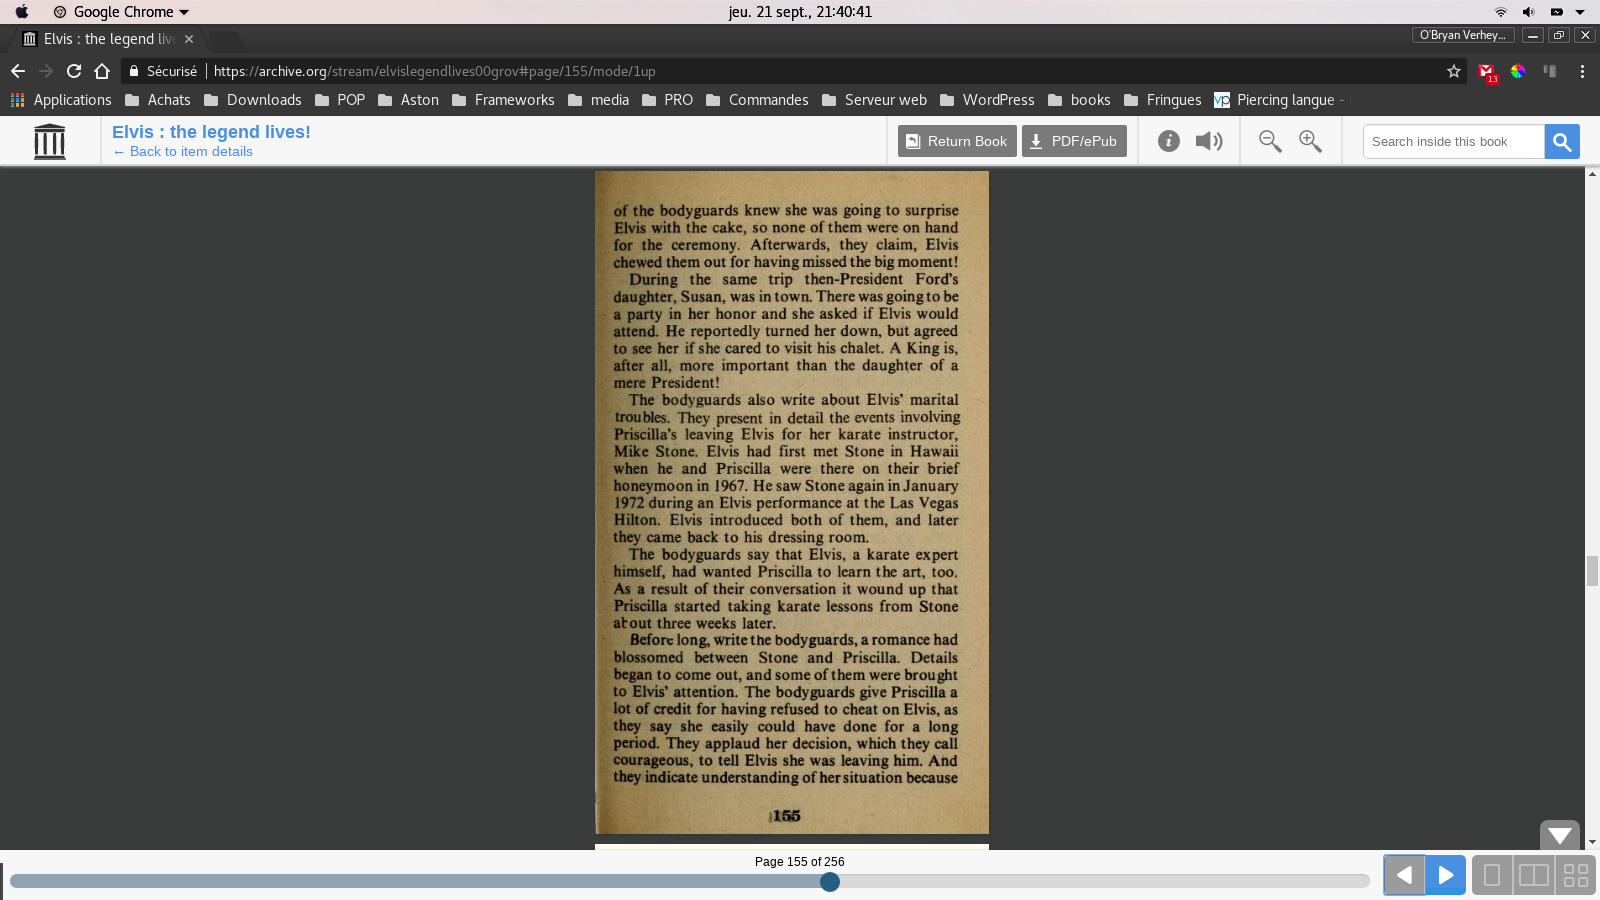 Google Chrome
jeu. 21 sept., 21:40:41
Elvis : the legend live
O'Bryan Verhey...
Sécurisé
https://archive.org/stream/elvislegendlives00grov#page/155/mode/1up
13
Applications
Achats
Downloads
POP
Aston
Frameworks
media
PRO
Commandes
Serveur web
WordPress
books
Fringues
vp
Piercing langue -
Elvis : the legend lives!
← Back to item details
Return Book
PDF/ePub
Search inside this book
of the bodyguards knew she was going to surprise
Elvis with the cake, so none of them were on hand
for the ceremony. Afterwards, they claim, Elvis
chewed them out for having missed the big moment!
During the same trip then-President Ford's
daughter, Susan, was in town. There was going to be
a party in her honor and she asked if Elvis would
attend. He reportedly turned her down, but agreed
to see her if she cared to visit his chalet. A King is,
after all, more important than the daughter of a
mere President!
The bodyguards also write about Elvis' marital
troubles. They present in detail the events involving
Priscilla's leaving Elvis for her karate instructor,
Mike Stone. Elvis had first met Stone in Hawaii
when he and Priscilla were there on their brief
honeymoon in 1967. He saw Stone again in January
1972 during an Elvis performance at the Las Vegas
Hilton. Elvis introduced both of them, and later
they came back to his dressing room.
The bodyguards say that Elvis, a karate expert
himself, had wanted Priscilla to learn the art, too.
As a result of their conversation it wound up that
Priscilla started taking karate lessons from Stone
about three weeks later.
Before long, write the bodyguards, a romance had
blossomed between Stone and Priscilla. Details
began to come out, and some of them were brought
to Elvis' attention. The bodyguards give Priscilla a
lot of credit for having refused to cheat on Elvis, as
they say she easily could have done for a long
period. They applaud her decision, which they call
courageous, to tell Elvis she was leaving him. And
they indicate understanding of her situation because
155
Page 155 of 256